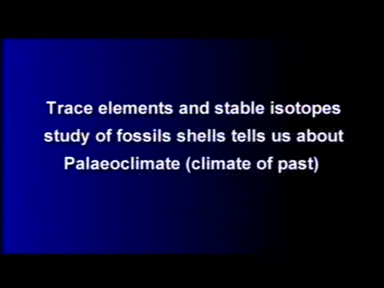 Trace elements and stable isotopes
study of fossils shells tells us about
Palaeoclimate (climate of past)